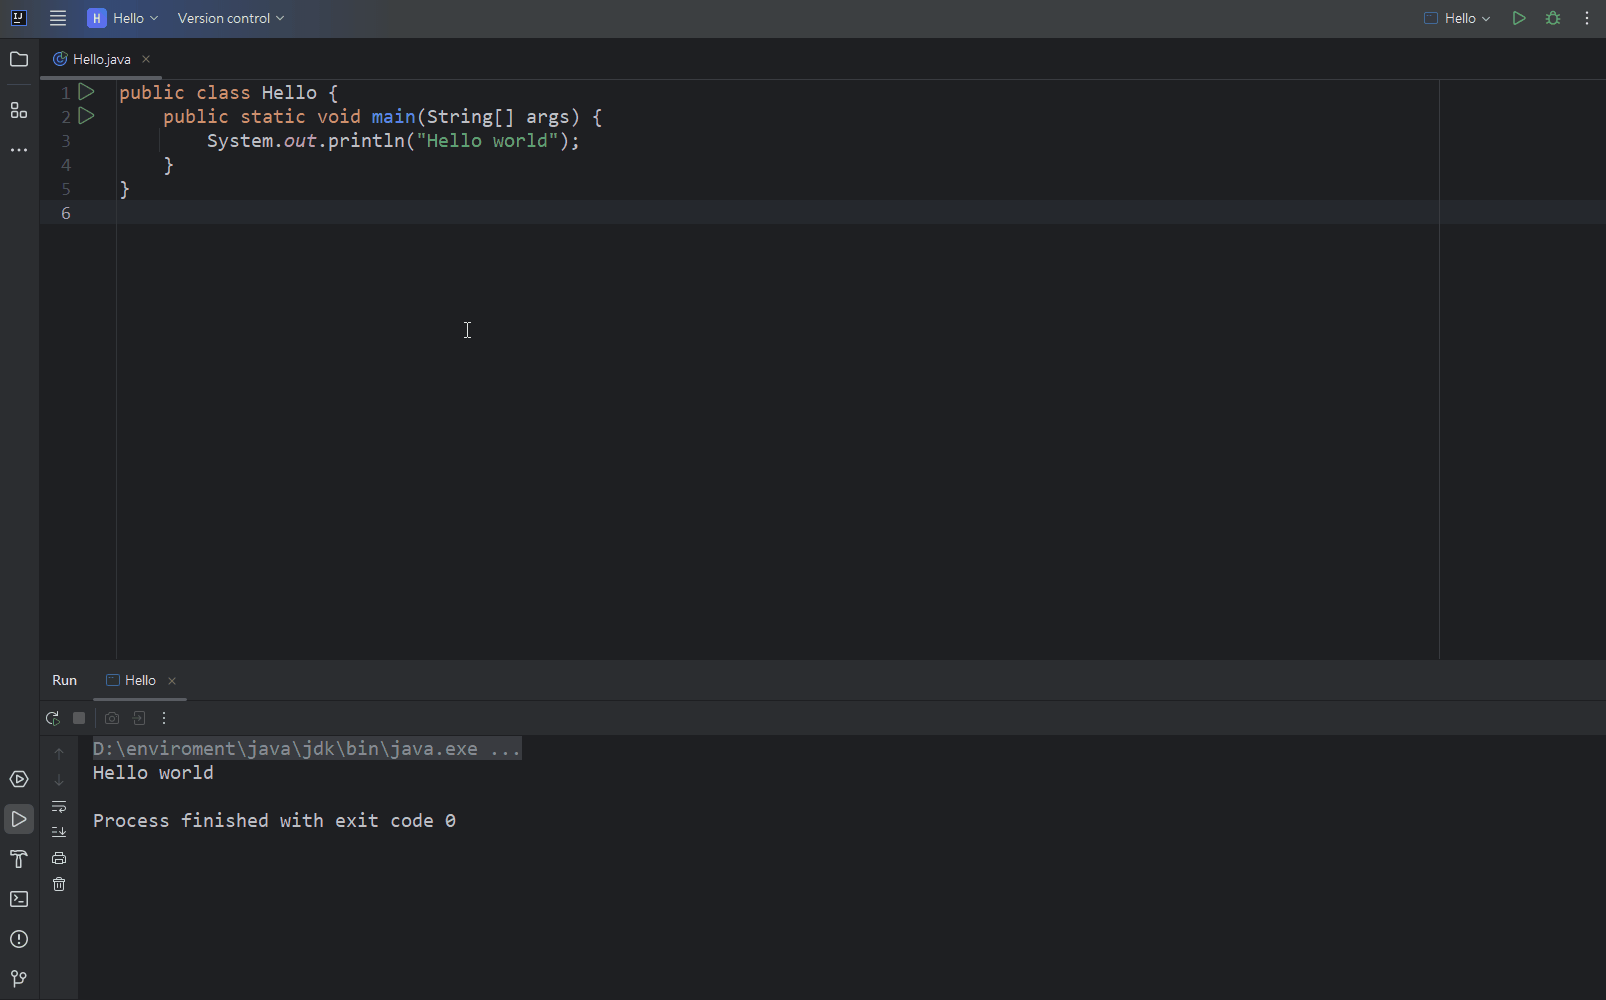 IJ
H Hello Version control Hello
Hello.java
1 public class Hello {
2 public static void main(String[] args) {
3 System.out.println("Hello world");
4 }
5 }
6
Run Hello
D:\enviroment\java\jdk\bin\java.exe ...
Hello world
Process finished with exit code 0